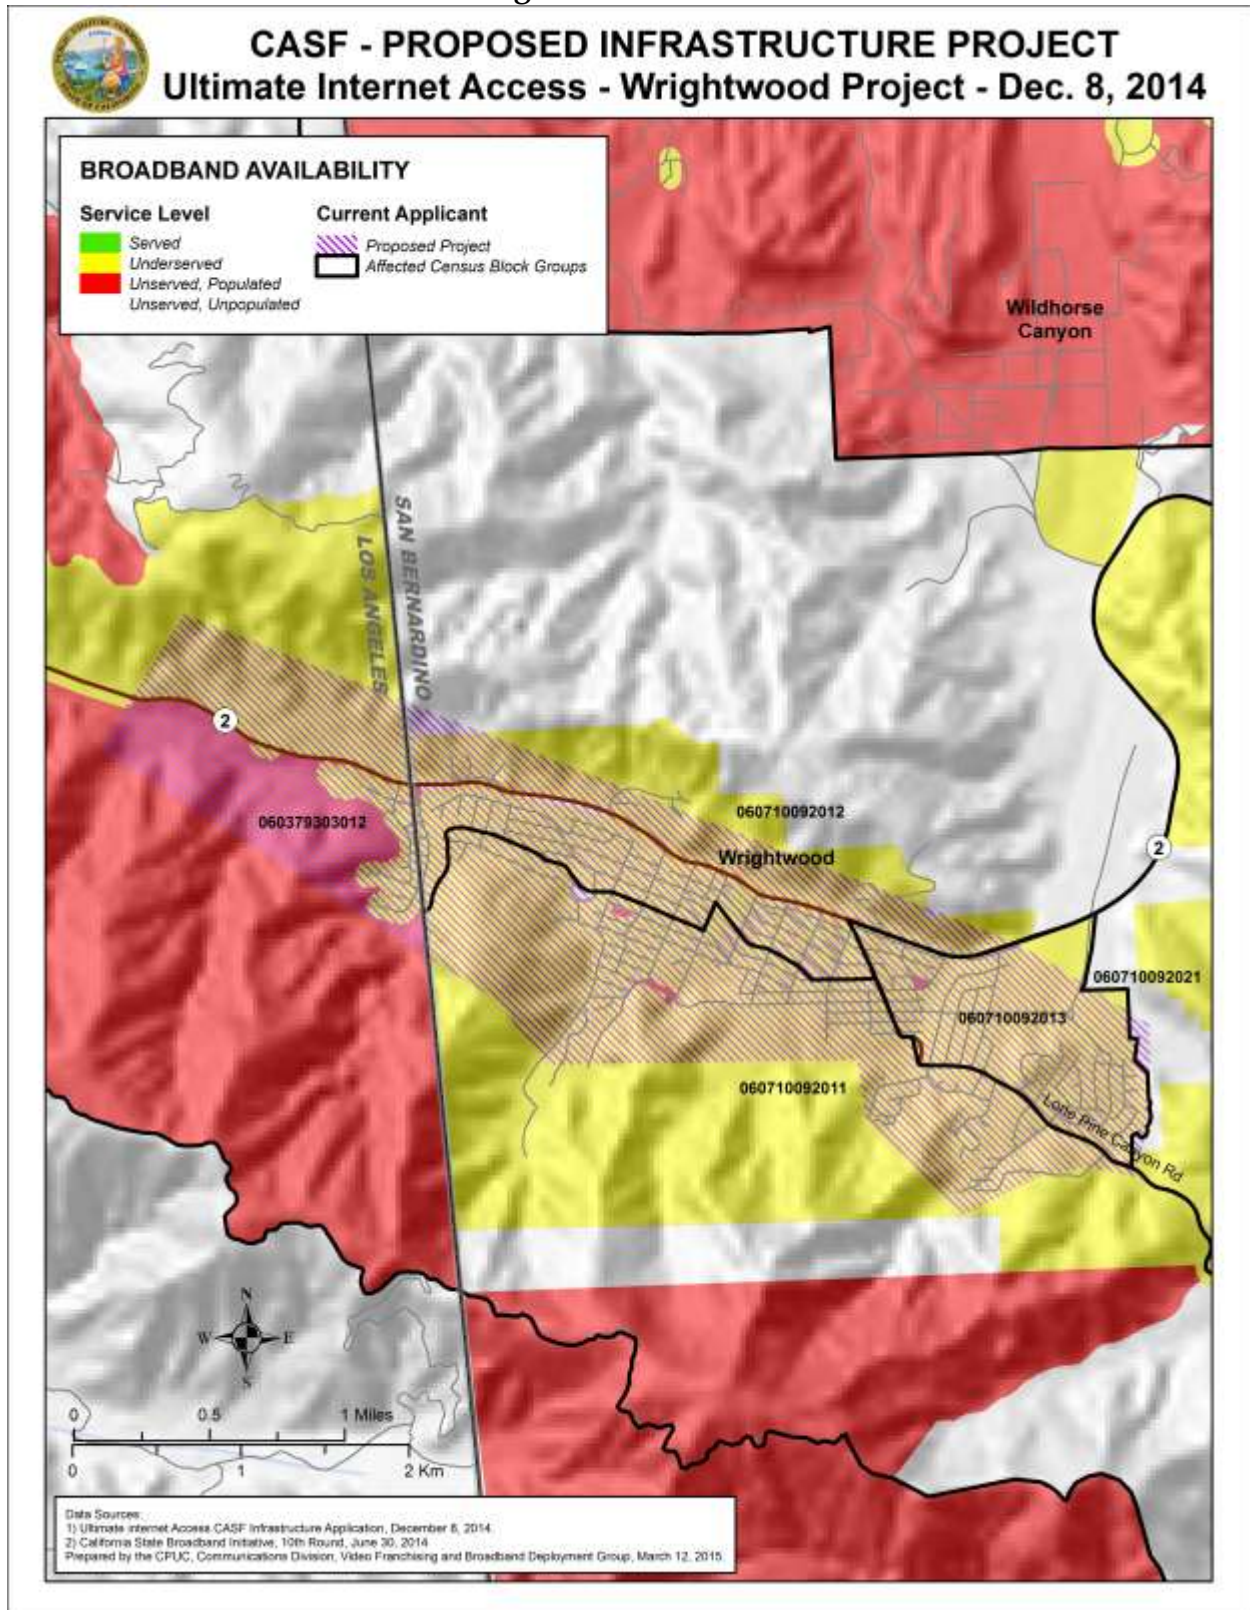 CASF - PROPOSED INFRASTRUCTURE PROJECT
Ultimate Internet Access - Wrightwood Project - Dec. 8, 2014
BROADBAND AVAILABILITY
Service Level
Served
Underserved
Unserved, Populated
Unserved, Unpopulated
Current Applicant
Proposed Project
Affected Census Block Groups
Wildhorse
Canyon
SAN BERNARDINO
LOS ANGELES
2
060379303012
060710092012
Wrightwood
2
060710092021
060710092013
060710092011
Lone Pine Canyon Rd
N
W E
S
0 0.5 1 Miles
0 1 2 Km
Data Sources:
1) Ultimate Internet Access CASF Infrastructure Application, December 8, 2014.
2) California State Broadband Initiative, 10th Round, June 30, 2014
Prepared by the CPUC, Communications Division, Video Franchising and Broadband Deployment Group, March 12, 2015.